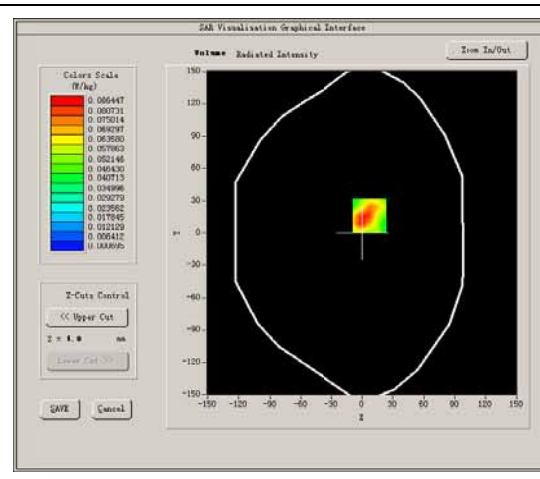 SAR Visualisation Graphical Interface
Volume Radiated Intensity
Zoom In/Out
Colors Scale
(W/kg)
0.086447
0.080731
0.075014
0.069297
0.063580
0.057863
0.052146
0.046430
0.040713
0.034996
0.029279
0.023562
0.017845
0.012129
0.006412
0.000695
Z-Cuts Control
<< Upper Cut
mm
Lower Cut >>
SAVE
Cancel
150
90
60
30
0
-30
-60
-90
-120
-150
-150 -120 -90 -60 -30 0 30 60 90 120 150